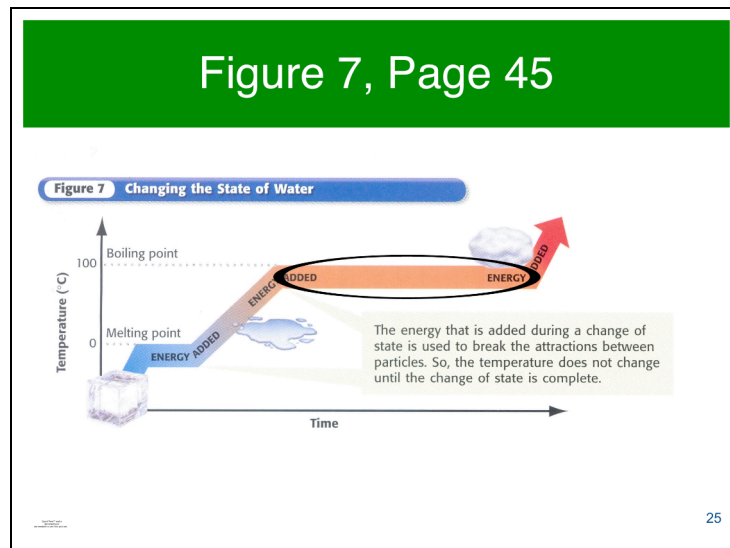 Figure 7, Page 45
Figure 7 Changing the State of Water
Temperature (°C)
100
Boiling point
0
Melting point
ENERGY ADDED
ENERGY ADDED
ENERGY ADDED
The energy that is added during a change of
state is used to break the attractions between
particles. So, the temperature does not change
until the change of state is complete.
Time
25